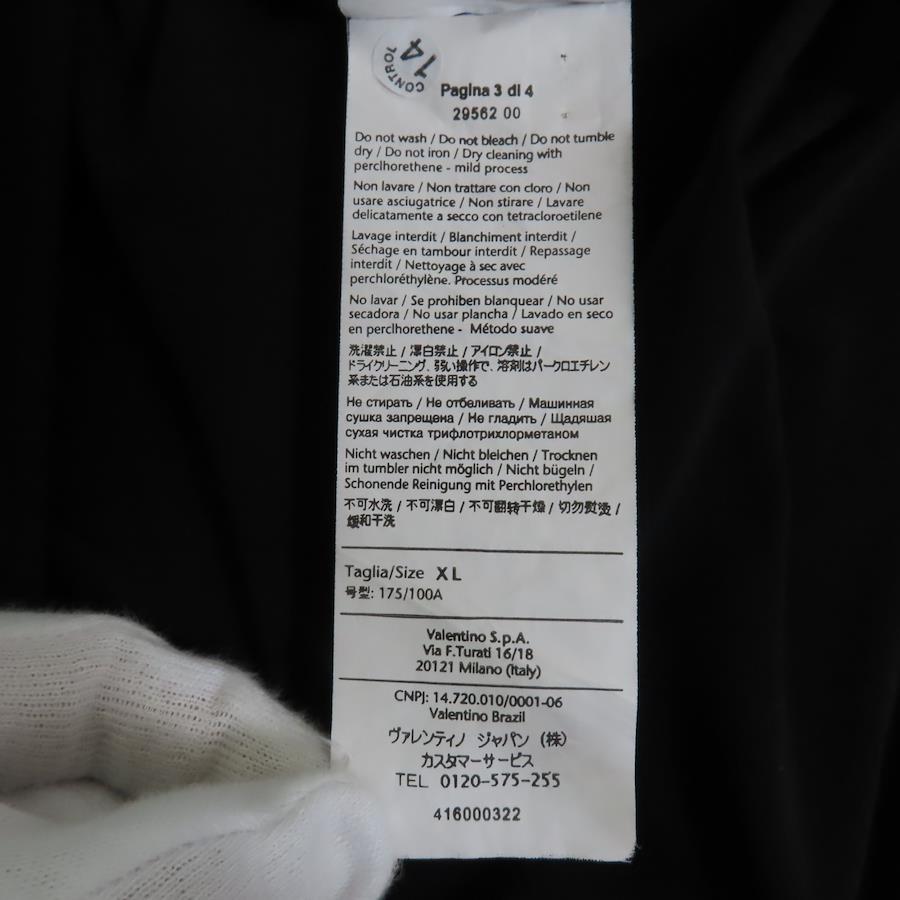 CONTROL
14
Pagina 3 di 4
29562 00
Do not wash / Do not bleach / Do not tumble
dry / Do not iron / Dry cleaning with
perclhorethene - mild process
Non lavare / Non trattare con cloro / Non
usare asciugatrice / Non stirare / Lavare
delicatamente a secco con tetracloroetilene
Lavage interdit / Blanchiment interdit /
Séchage en tambour interdit / Repassage
interdit / Nettoyage à sec avec
perchloréthylène. Processus modéré
No lavar / Se prohiben blanquear / No usar
secadora / No usar plancha / Lavado en seco
en perclhorethene - Método suave
洗濯禁止 / 漂白禁止 / アイロン禁止 /
ドライクリーニング、弱い操作で、溶剤はパークロエチレン
系または石油系を使用する
Не стирать / Не отбеливать / Машинная
сушка запрещена / Не гладить / Щадящая
сухая чистка трифлотрихлорметаном
Nicht waschen / Nicht bleichen / Trocknen
im tumbler nicht möglich / Nicht bügeln /
Schonende Reinigung mit Perchlorethylen
不可水洗 / 不可漂白 / 不可翻转干燥 / 切勿熨烫 /
缓和干洗
Taglia/Size XL
号型: 175/100A
Valentino S.p.A.
Via F.Turati 16/18
20121 Milano (Italy)
CNPJ: 14.720.010/0001-06
Valentino Brazil
ヴァレンティノ ジャパン (株)
カスタマーサービス
TEL 0120-575-255
416000322